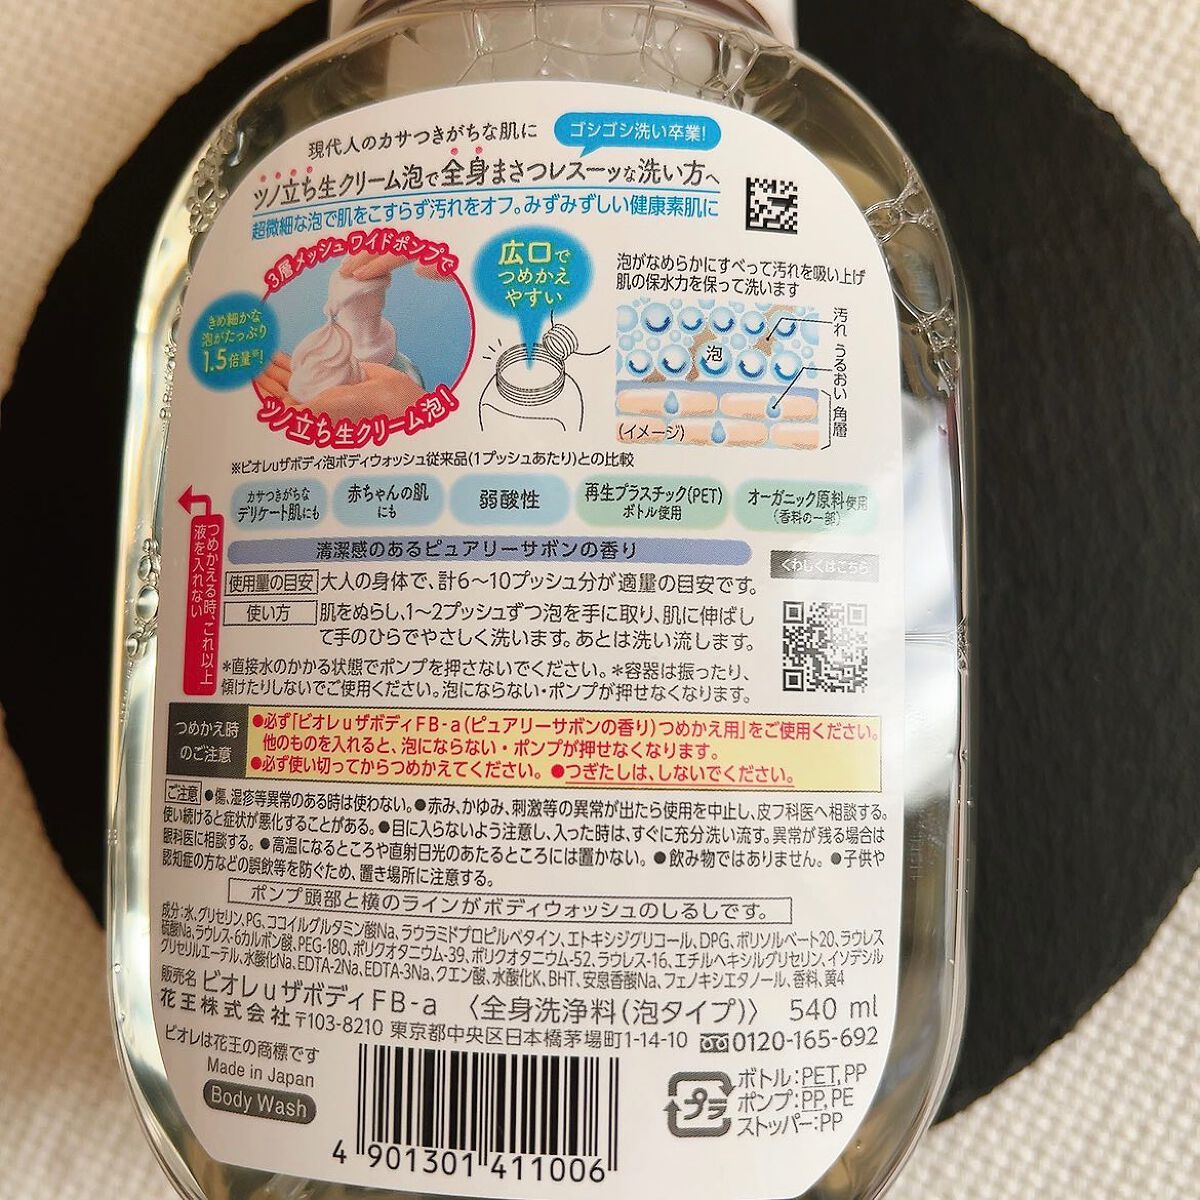 現代人のカサつきがちな肌に
ゴシゴシ洗い卒業!
ツノ立ち生クリーム泡で全身まさつレスーッな洗い方へ
超微細な泡で肌をこすらず汚れをオフ。みずみずしい健康素肌に
3層メッシュワイドポンプで
きめ細かな
泡がたっぷり
1.5倍量※!
ツノ立ち生クリーム泡!
広口で
つめかえ
やすい
泡がなめらかにすべって汚れを吸い上げ
肌の保水力を保って洗います
汚れ
うるおい
角層
泡
(イメージ)
※ビオレuザボディ泡ボディウォッシュ従来品(1プッシュあたり)との比較
カサつきがちな
デリケート肌にも
赤ちゃんの肌
にも
弱酸性
再生プラスチック(PET)
ボトル使用
オーガニック原料使用
(香料の一部)
つめかえる時、これ以上
液を入れない
清潔感のあるピュアリーサボンの香り
くわしくはこちら
使用量の目安 大人の身体で、計6〜10プッシュ分が適量の目安です。
使い方 肌をぬらし、1〜2プッシュずつ泡を手に取り、肌に伸ばし
て手のひらでやさしく洗います。あとは洗い流します。
*直接水のかかる状態でポンプを押さないでください。*容器は振ったり、
傾けたりしないでご使用ください。泡にならない・ポンプが押せなくなります。
つめかえ時
のご注意
●必ず「ビオレuザボディFB-a(ピュアリーサボンの香り)つめかえ用」をご使用ください。
他のものを入れると、泡にならない・ポンプが押せなくなります。
●必ず使い切ってからつめかえてください。●つぎたしは、しないでください。
ご注意 ●傷、湿疹等異常のある時は使わない。●赤み、かゆみ、刺激等の異常が出たら使用を中止し、皮フ科医へ相談する。
使い続けると症状が悪化することがある。●目に入らないよう注意し、入った時は、すぐに充分洗い流す。異常が残る場合は
眼科医に相談する。●高温になるところや直射日光のあたるところには置かない。●飲み物ではありません。●子供や
認知症の方などの誤飲等を防ぐため、置き場所に注意する。
ポンプ頭部と横のラインがボディウォッシュのしるしです。
成分:水、グリセリン、PG、ココイルグルタミン酸Na、ラウラミドプロピルベタイン、エトキシジグリコール、DPG、ポリソルベート20、ラウレス
硫酸Na、ラウレス-6カルボン酸、PEG-180、ポリクオタニウム-39、ポリクオタニウム-52、ラウレス-16、エチルヘキシルグリセリン、イソデシル
グリセリルエーテル、水酸化Na、EDTA-2Na、EDTA-3Na、クエン酸、水酸化K、BHT、安息香酸Na、フェノキシエタノール、香料、黄4
販売名 ビオレuザボディFB-a 〈全身洗浄料(泡タイプ)〉 540 ml
花王株式会社 〒103-8210 東京都中央区日本橋茅場町1-14-10 0120-165-692
ビオレは花王の商標です
Made in Japan
Body Wash
4 901301 411006
プラ
ボトル:PET,PP
ポンプ:PP,PE
ストッパー:PP